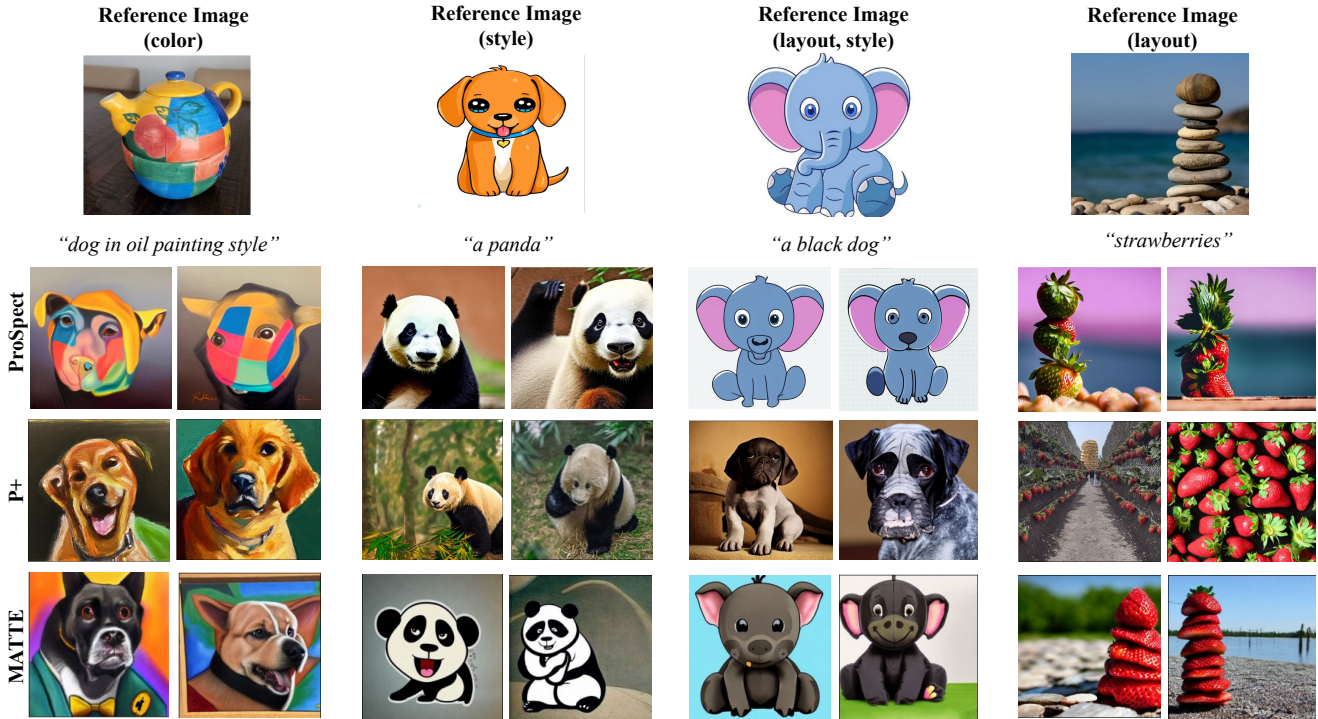 Reference Image
(color)
Reference Image
(style)
Reference Image
(layout, style)
Reference Image
(layout)
“dog in oil painting style”
“a panda”
“a black dog”
“strawberries”
ProSpect
P+
MATTE